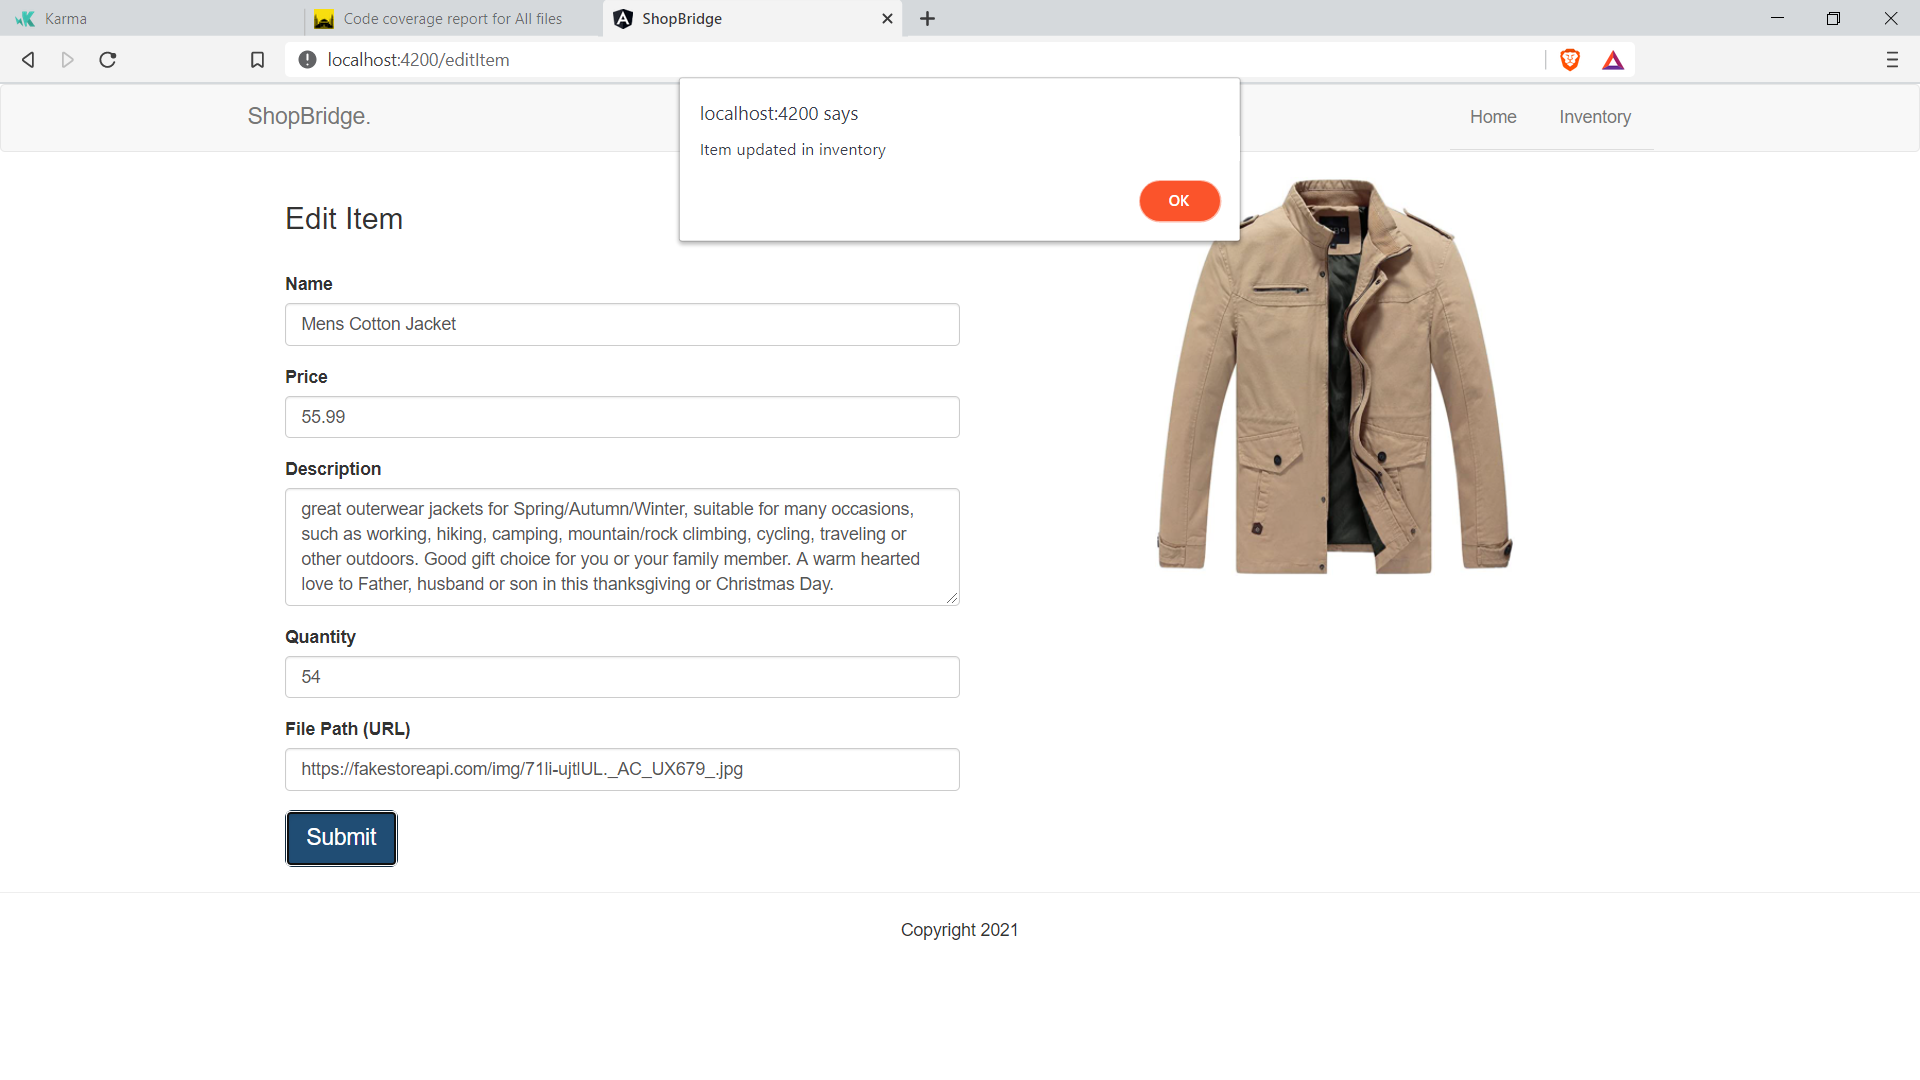 Karma
Code coverage report for All files
ShopBridge
localhost:4200/editItem
ShopBridge.
Home
Inventory
localhost:4200 says
Item updated in inventory
OK
Edit Item
Name
Mens Cotton Jacket
Price
55.99
Description
great outerwear jackets for Spring/Autumn/Winter, suitable for many occasions,
such as working, hiking, camping, mountain/rock climbing, cycling, traveling or
other outdoors. Good gift choice for you or your family member. A warm hearted
love to Father, husband or son in this thanksgiving or Christmas Day.
Quantity
54
File Path (URL)
https://fakestoreapi.com/img/71li-ujtlUL._AC_UX679_.jpg
Submit
Copyright 2021